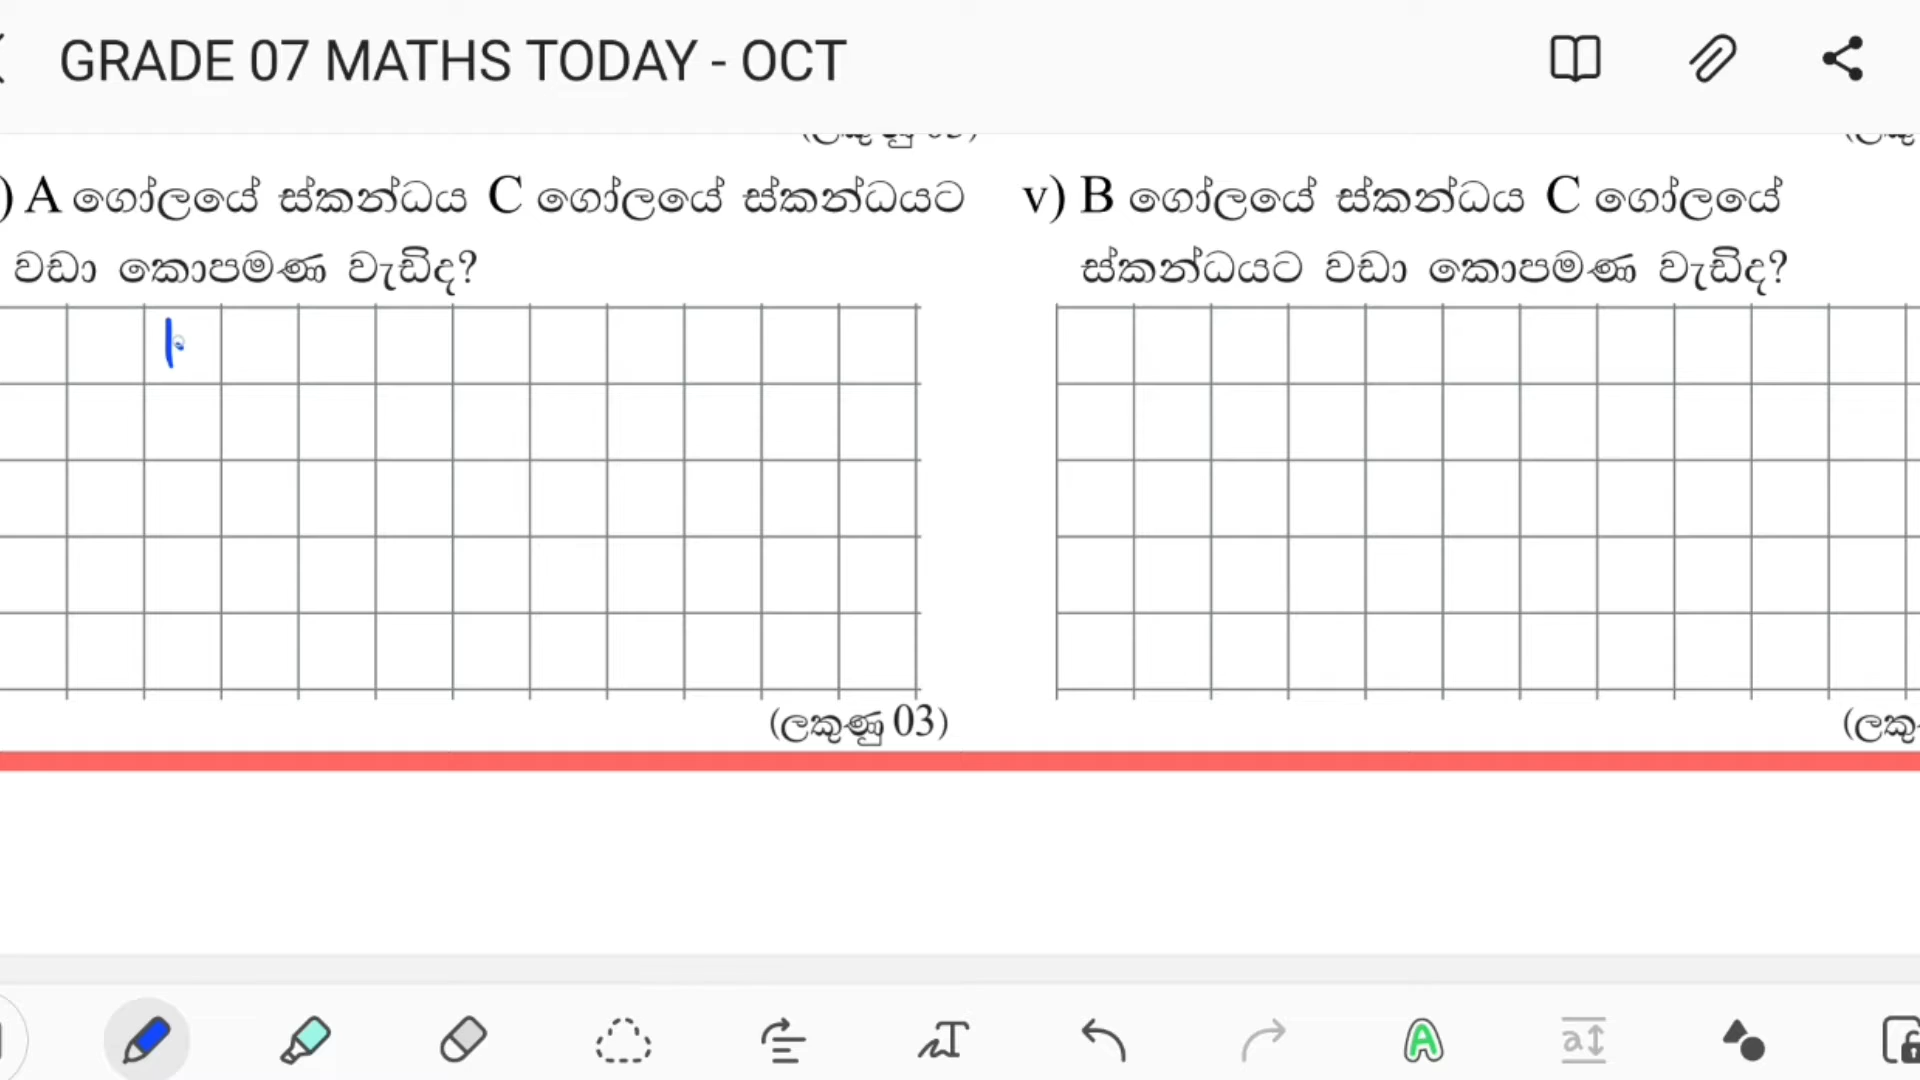 GRADE 07 MATHS TODAY - OCT
) A ගෝලයේ ස්කන්ධය C ගෝලයේ ස්කන්ධයට
වඩා කොපමණ වැඩිද?
(ලකුණු 03)
v) B ගෝලයේ ස්කන්ධය C ගෝලයේ
ස්කන්ධයට වඩා කොපමණ වැඩිද?